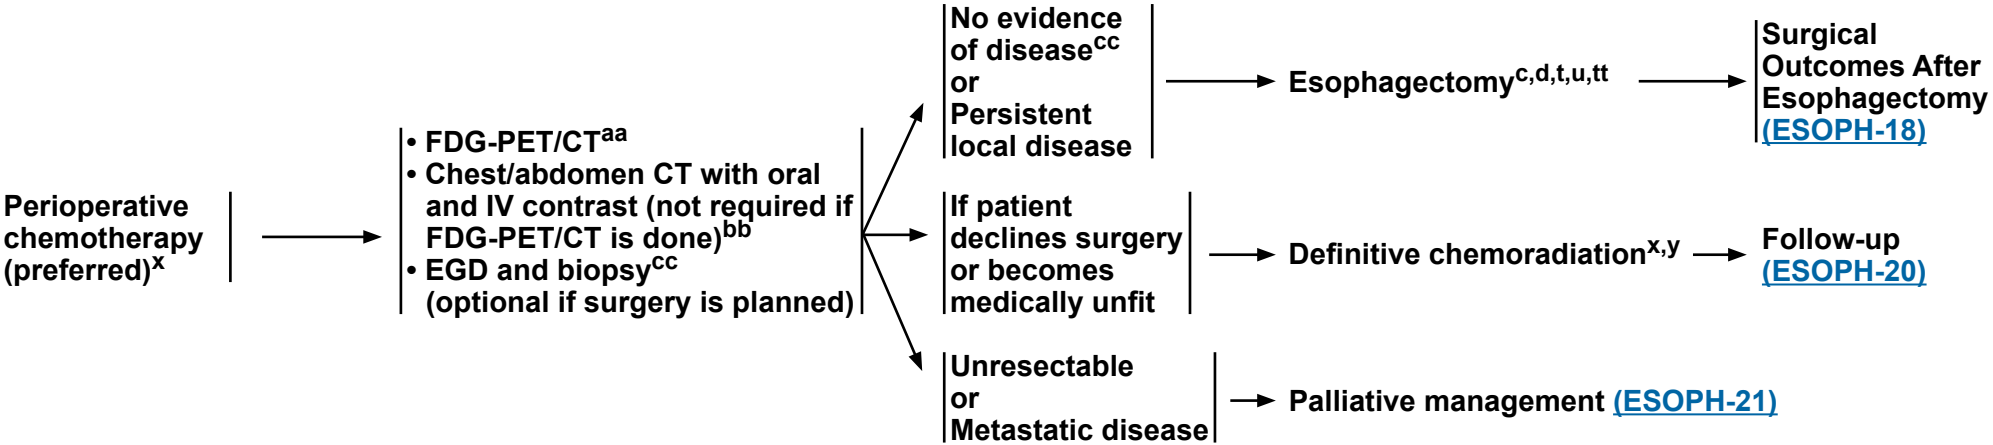 Perioperative
chemotherapy
(preferred)x
• FDG-PET/CTaa
• Chest/abdomen CT with oral
and IV contrast (not required if
FDG-PET/CT is done)bb
• EGD and biopsycc
(optional if surgery is planned)
No evidence
of diseasecc
or
Persistent
local disease
Esophagectomyc,d,t,u,tt
Surgical
Outcomes After
Esophagectomy
(ESOPH-18)
If patient
declines surgery
or becomes
medically unfit
Definitive chemoradiationx,y
Follow-up
(ESOPH-20)
Unresectable
or
Metastatic disease
Palliative management (ESOPH-21)